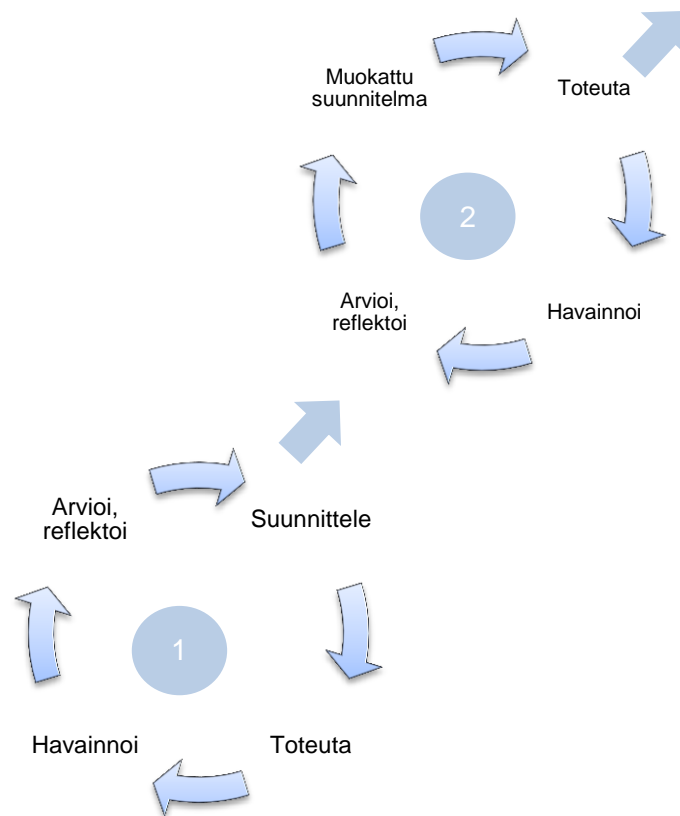 Muokattu
suunnitelma
Toteuta
2
Arvioi,
reflektoi
Havainnoi
Arvioi,
reflektoi
Suunnittele
1
Havainnoi
Toteuta